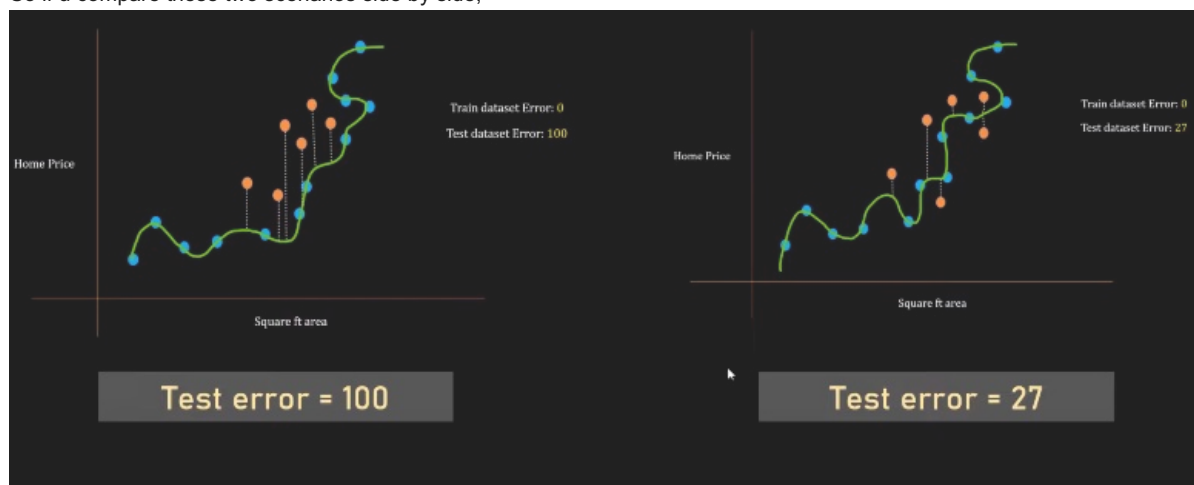 So if u compare these two scenarios side by side,
Train dataset Error: 0
Test dataset Error: 100
Home Price
Square ft area
Test error = 100
Train dataset Error: 0
Test dataset Error: 27
Home Price
Square ft area
Test error = 27